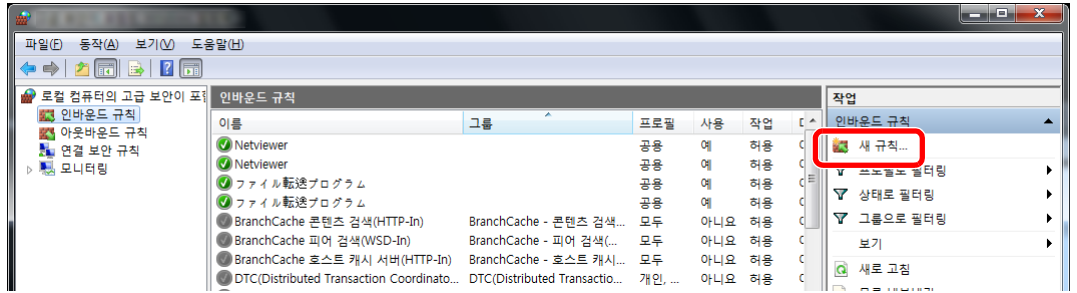 파일(F) 동작(A) 보기(V) 도움말(H)
로컬 컴퓨터의 고급 보안이 포
인바운드 규칙
아웃바운드 규칙
연결 보안 규칙
모니터링
인바운드 규칙
이름 그룹 프로필 사용 작업
Netviewer 공용 예 허용
Netviewer 공용 예 허용
ファイル転送プログラム 공용 예 허용
ファイル転送プログラム 공용 예 허용
BranchCache 콘텐츠 검색(HTTP-In) BranchCache - 콘텐츠 검색... 모두 아니요 허용
BranchCache 피어 검색(WSD-In) BranchCache - 피어 검색(... 모두 아니요 허용
BranchCache 호스트 캐시 서버(HTTP-In) BranchCache - 호스트 캐시... 모두 아니요 허용
DTC(Distributed Transaction Coordinato... DTC(Distributed Transactio... 개인, ... 아니요 허용
작업
인바운드 규칙
새 규칙...
프로필로 필터링
상태로 필터링
그룹으로 필터링
보기
새로 고침